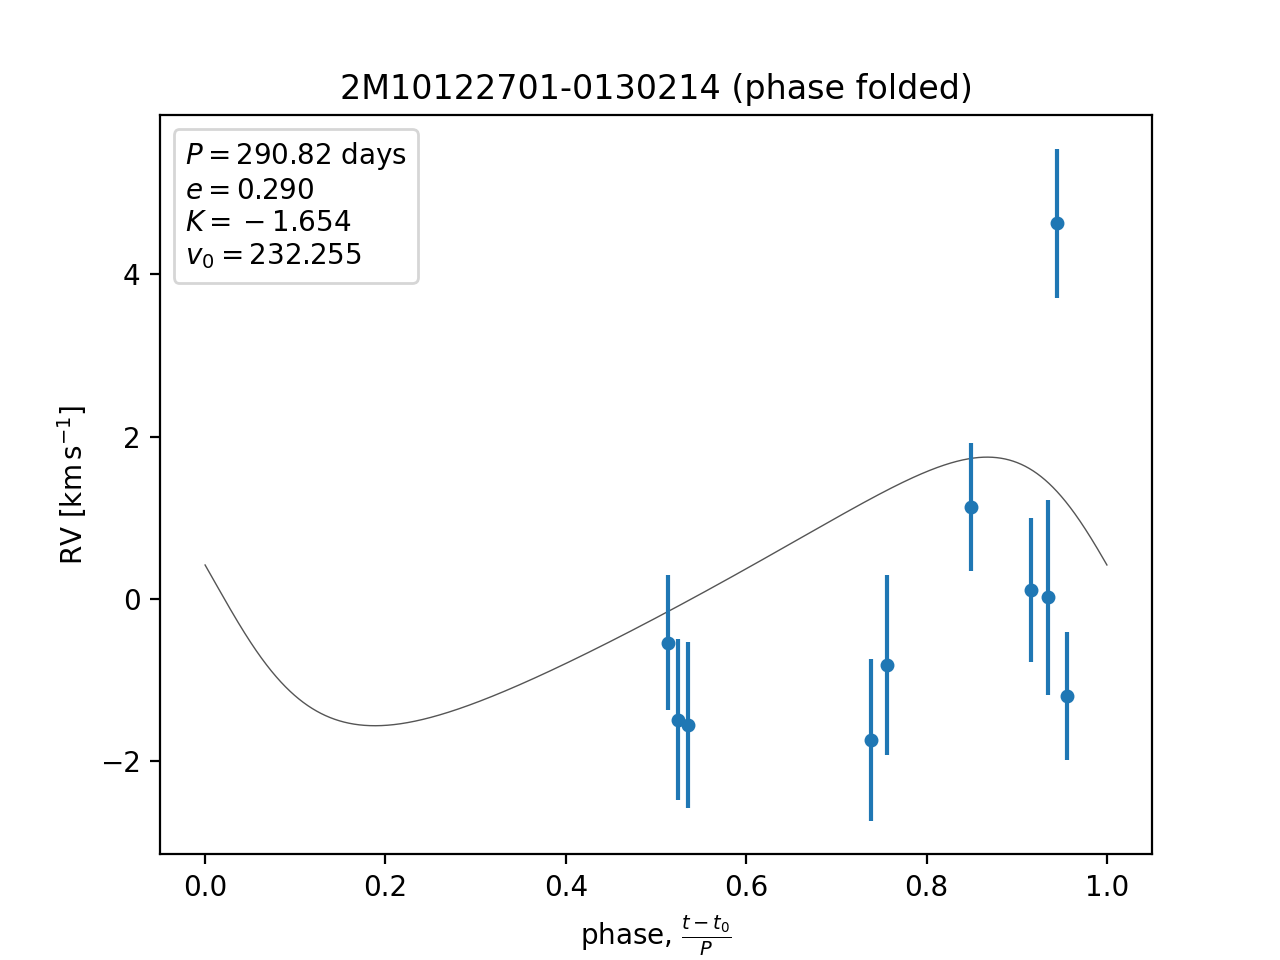 2M10122701-0130214 (phase folded)
P = 290.82 days
e = 0.290
K = −1.654
v₀ = 232.255
4
2
0
−2
RV [km s⁻¹]
0.0 0.2 0.4 0.6 0.8 1.0
phase, (t − t₀)/P